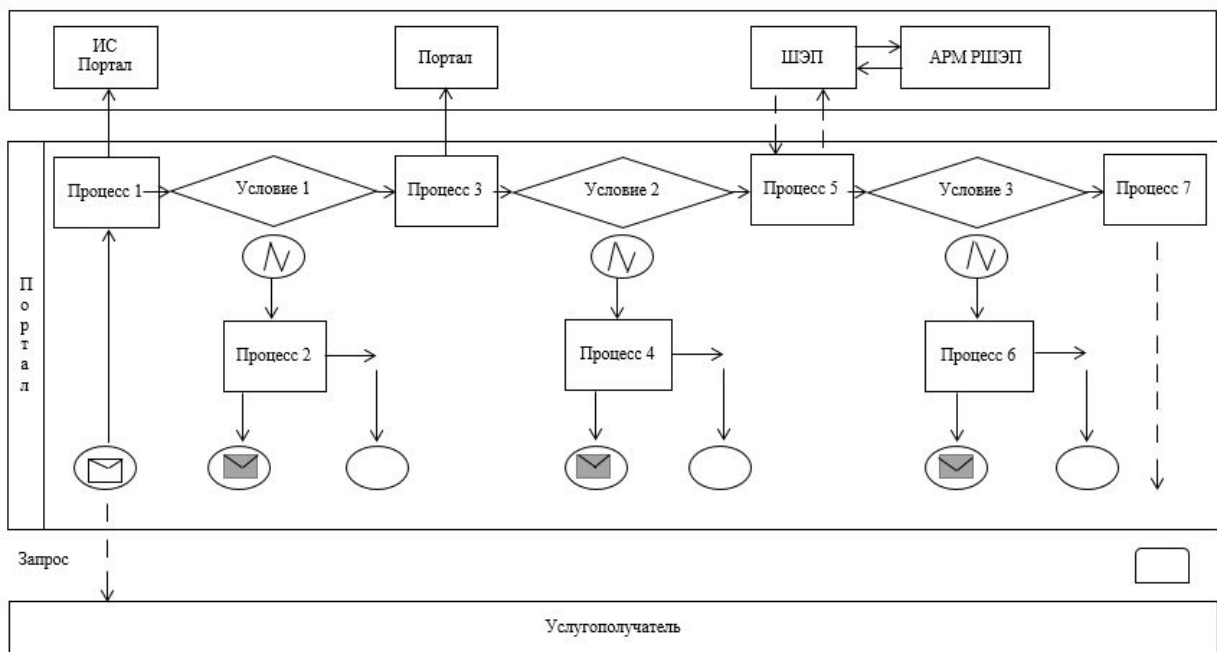 ИС
Портал
Портал
ШЭП
АРМ РШЭП
Процесс 1
Условие 1
Процесс 3
Условие 2
Процесс 5
Условие 3
Процесс 7
Портал
Процесс 2
Процесс 4
Процесс 6
Запрос
Услугополучатель